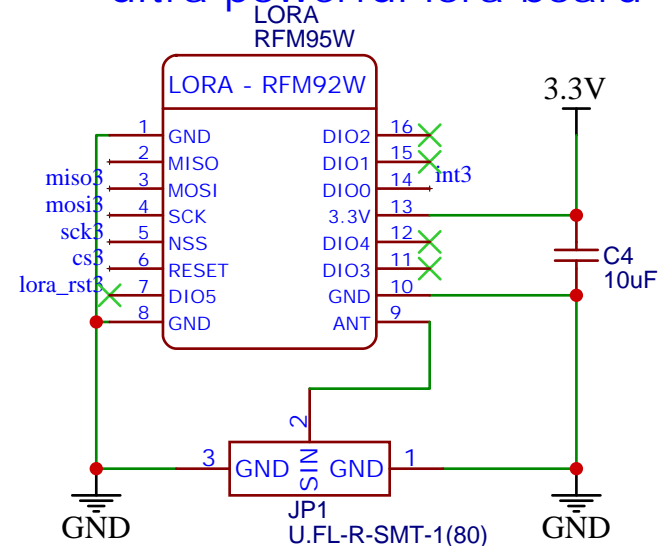 ultra powerful lora board
LORA
RFM95W
LORA - RFM92W
3.3V
1 GND DIO2 16
2 MISO DIO1 15
miso3 int3
3 MOSI DIO0 14
mosi3
4 SCK 3.3V 13
sck3
5 NSS DIO4 12
cs3
6 RESET DIO3 11
lora_rst3
7 DIO5 GND 10
8 GND ANT 9
C4
10uF
2
3 GND SIN GND 1
JP1
U.FL-R-SMT-1(80)
GND
GND